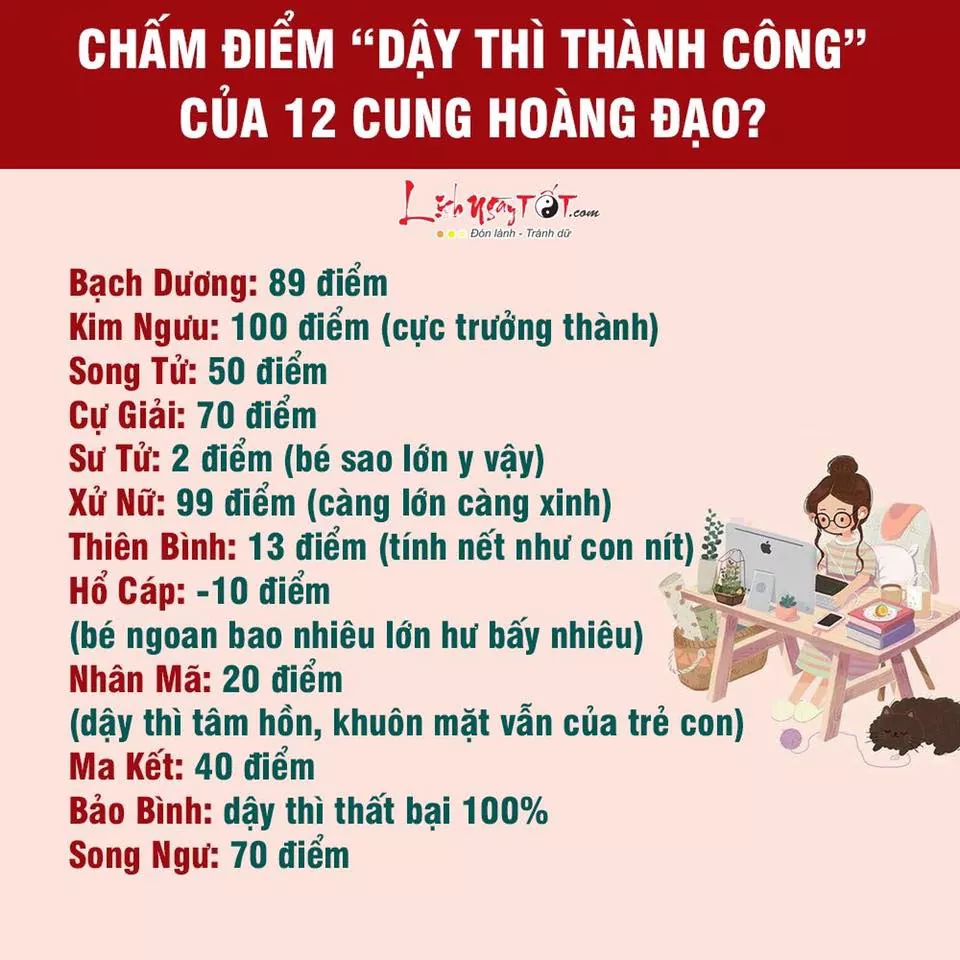 CHẤM ĐIỂM “DẬY THÌ THÀNH CÔNG”
CỦA 12 CUNG HOÀNG ĐẠO?
Lịch Ngày TỐT.com
Đón lành - Tránh dữ
Bạch Dương: 89 điểm
Kim Ngưu: 100 điểm (cực trưởng thành)
Song Tử: 50 điểm
Cự Giải: 70 điểm
Sư Tử: 2 điểm (bé sao lớn y vậy)
Xử Nữ: 99 điểm (càng lớn càng xinh)
Thiên Bình: 13 điểm (tính nết như con nít)
Hổ Cáp: -10 điểm
(bé ngoan bao nhiêu lớn hư bấy nhiêu)
Nhân Mã: 20 điểm
(dậy thì tâm hồn, khuôn mặt vẫn của trẻ con)
Ma Kết: 40 điểm
Bảo Bình: dậy thì thất bại 100%
Song Ngư: 70 điểm